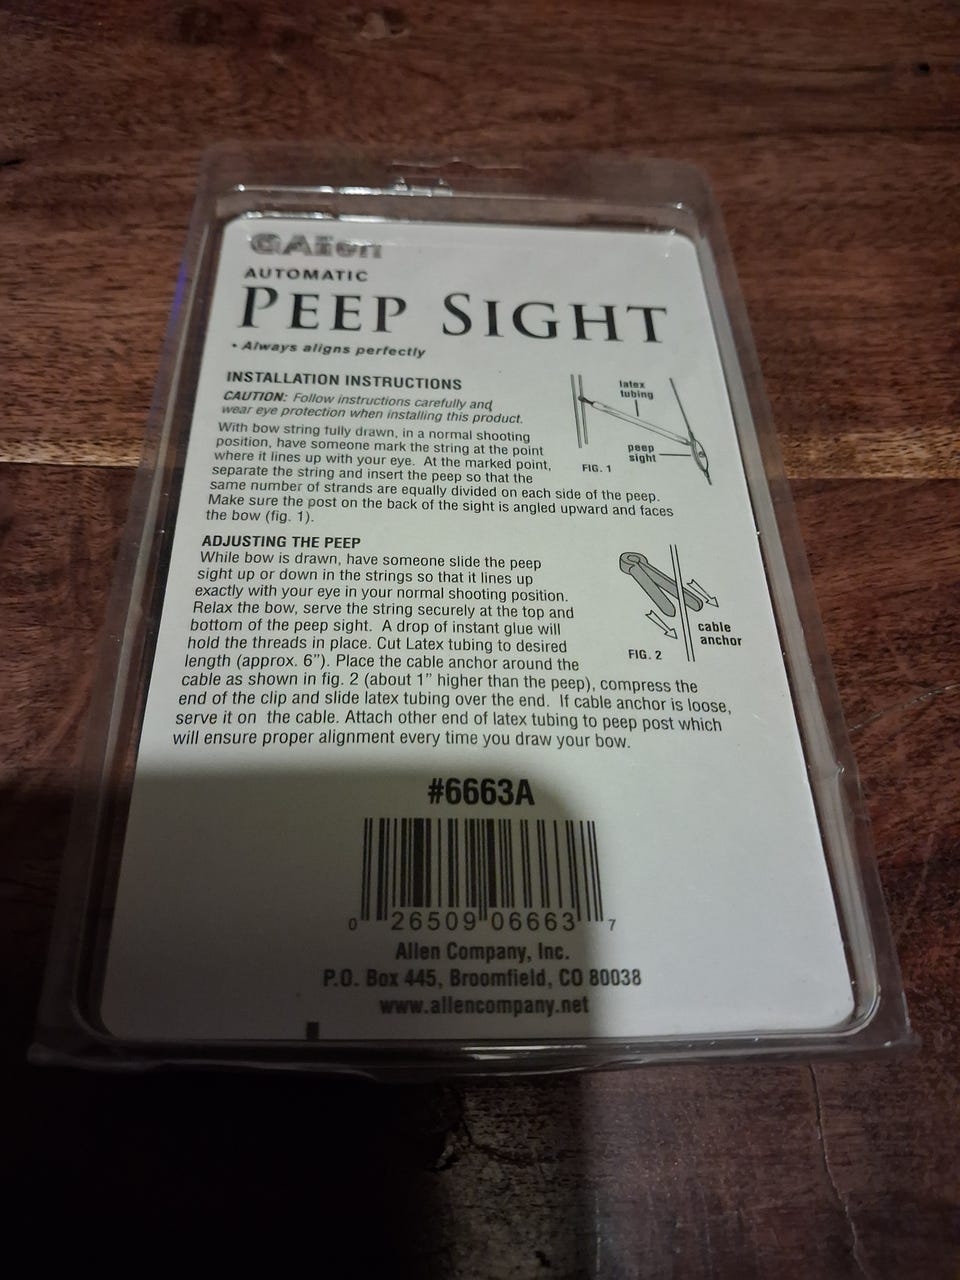 Allen
AUTOMATIC
PEEP SIGHT
• Always aligns perfectly
INSTALLATION INSTRUCTIONS
CAUTION: Follow instructions carefully and
wear eye protection when installing this product.
With bow string fully drawn, in a normal shooting
position, have someone mark the string at the point
where it lines up with your eye. At the marked point,
separate the string and insert the peep so that the
same number of strands are equally divided on each side of the peep.
Make sure the post on the back of the sight is angled upward and faces
the bow (fig. 1).
latex
tubing
peep
sight
FIG. 1
ADJUSTING THE PEEP
While bow is drawn, have someone slide the peep
sight up or down in the strings so that it lines up
exactly with your eye in your normal shooting position.
Relax the bow, serve the string securely at the top and
bottom of the peep sight. A drop of instant glue will
hold the threads in place. Cut Latex tubing to desired
length (approx. 6"). Place the cable anchor around the
cable as shown in fig. 2 (about 1" higher than the peep), compress the
end of the clip and slide latex tubing over the end. If cable anchor is loose,
serve it on the cable. Attach other end of latex tubing to peep post which
will ensure proper alignment every time you draw your bow.
cable
anchor
FIG. 2
#6663A
0 26509 06663 7
Allen Company, Inc.
P.O. Box 445, Broomfield, CO 80038
www.allencompany.net